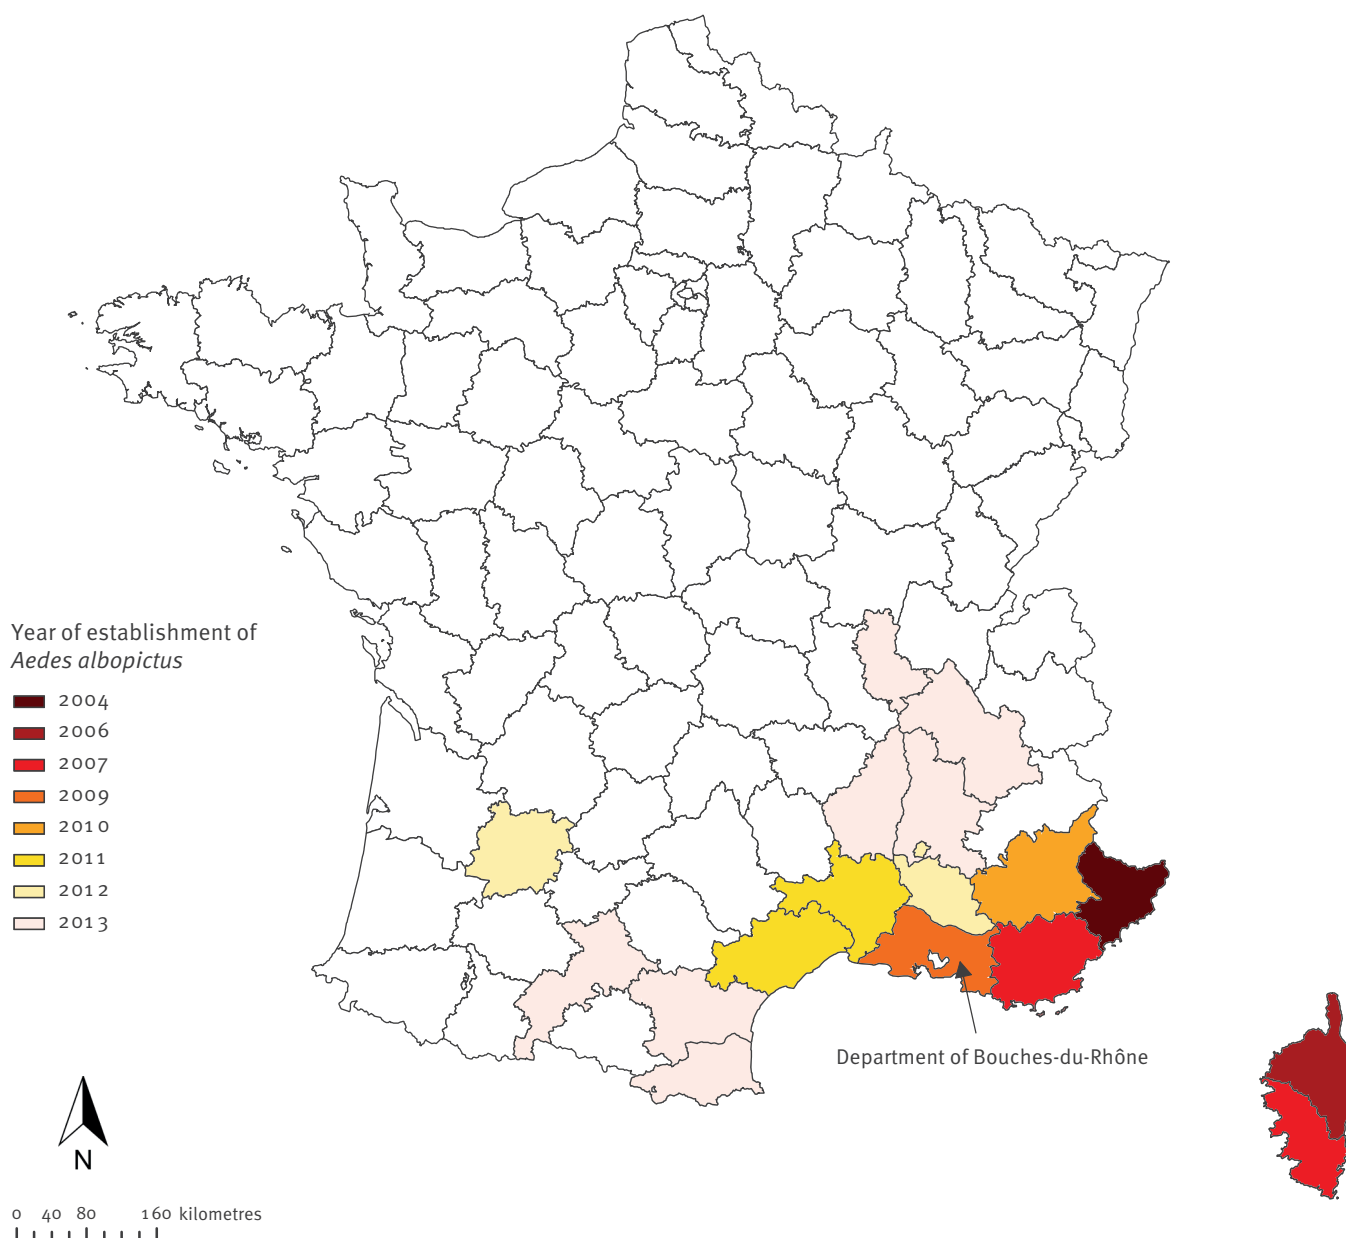 Year of establishment of
Aedes albopictus
2004
2006
2007
2009
2010
2011
2012
2013
Department of Bouches-du-Rhône
N
0 40 80 160 kilometres